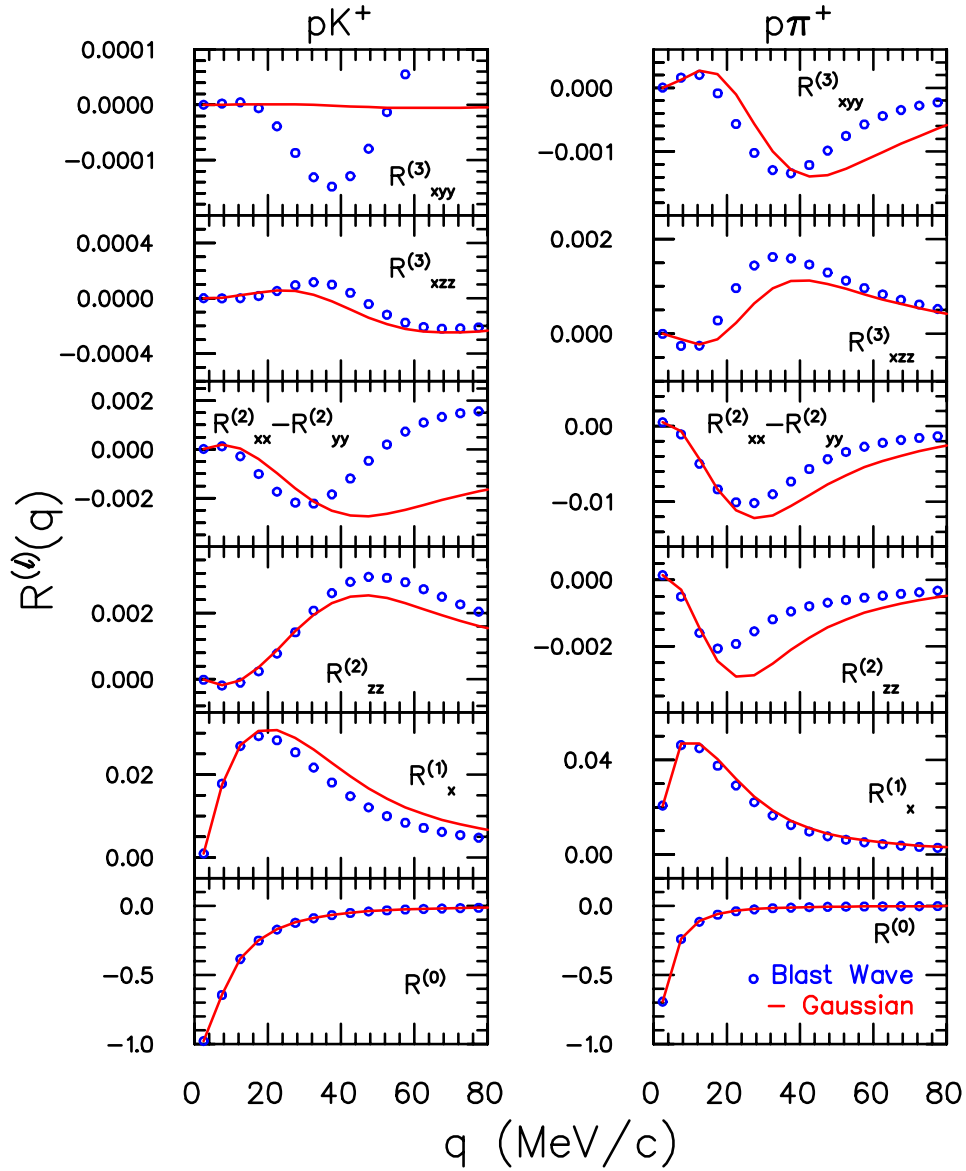 pK⁺ pπ⁺
0.0001
0.0000
−0.0001
R⁽³⁾xyy
0.000
−0.001
R⁽³⁾xyy
0.0004
0.0000
−0.0004
R⁽³⁾xzz
0.002
0.000
R⁽³⁾xzz
0.002
0.000
−0.002
R⁽²⁾xx−R⁽²⁾yy
0.00
−0.01
R⁽²⁾xx−R⁽²⁾yy
0.002
0.000
R⁽²⁾zz
0.000
−0.002
R⁽²⁾zz
0.02
0.00
R⁽¹⁾x
0.04
0.00
R⁽¹⁾x
0.0
−0.5
−1.0
R⁽⁰⁾
0.0
−0.5
−1.0
R⁽⁰⁾
Blast Wave
Gaussian
0 20 40 60 80
0 20 40 60 80
R⁽ℓ⁾(q)
q (MeV/c)